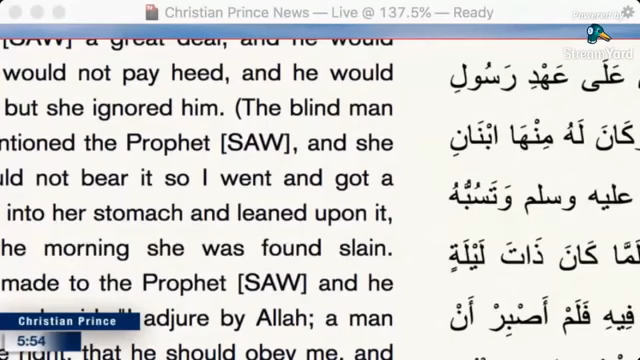 Christian Prince News — Live @ 137.5% — Ready
Powered by
StreamYard
[SAW] a great deal, and he would
would not pay heed, and he would
but she ignored him. (The blind man
ntioned the Prophet [SAW], and she
uld not bear it so I went and got a
into her stomach and leaned upon it,
he morning she was found slain.
made to the Prophet [SAW] and he
adjure by Allah; a man
that he should obey me, and
عَلَى عَهْدِ رَسُولِ
وَكَانَ لَهُ مِنْهَا ابْنَانِ
عليه وسلم وَتَسُبُّهُ
كَانَ ذَاتَ لَيْلَةٍ
فِيهِ فَلَمْ أَصْبِرْ أَنْ
Christian Prince
5:54